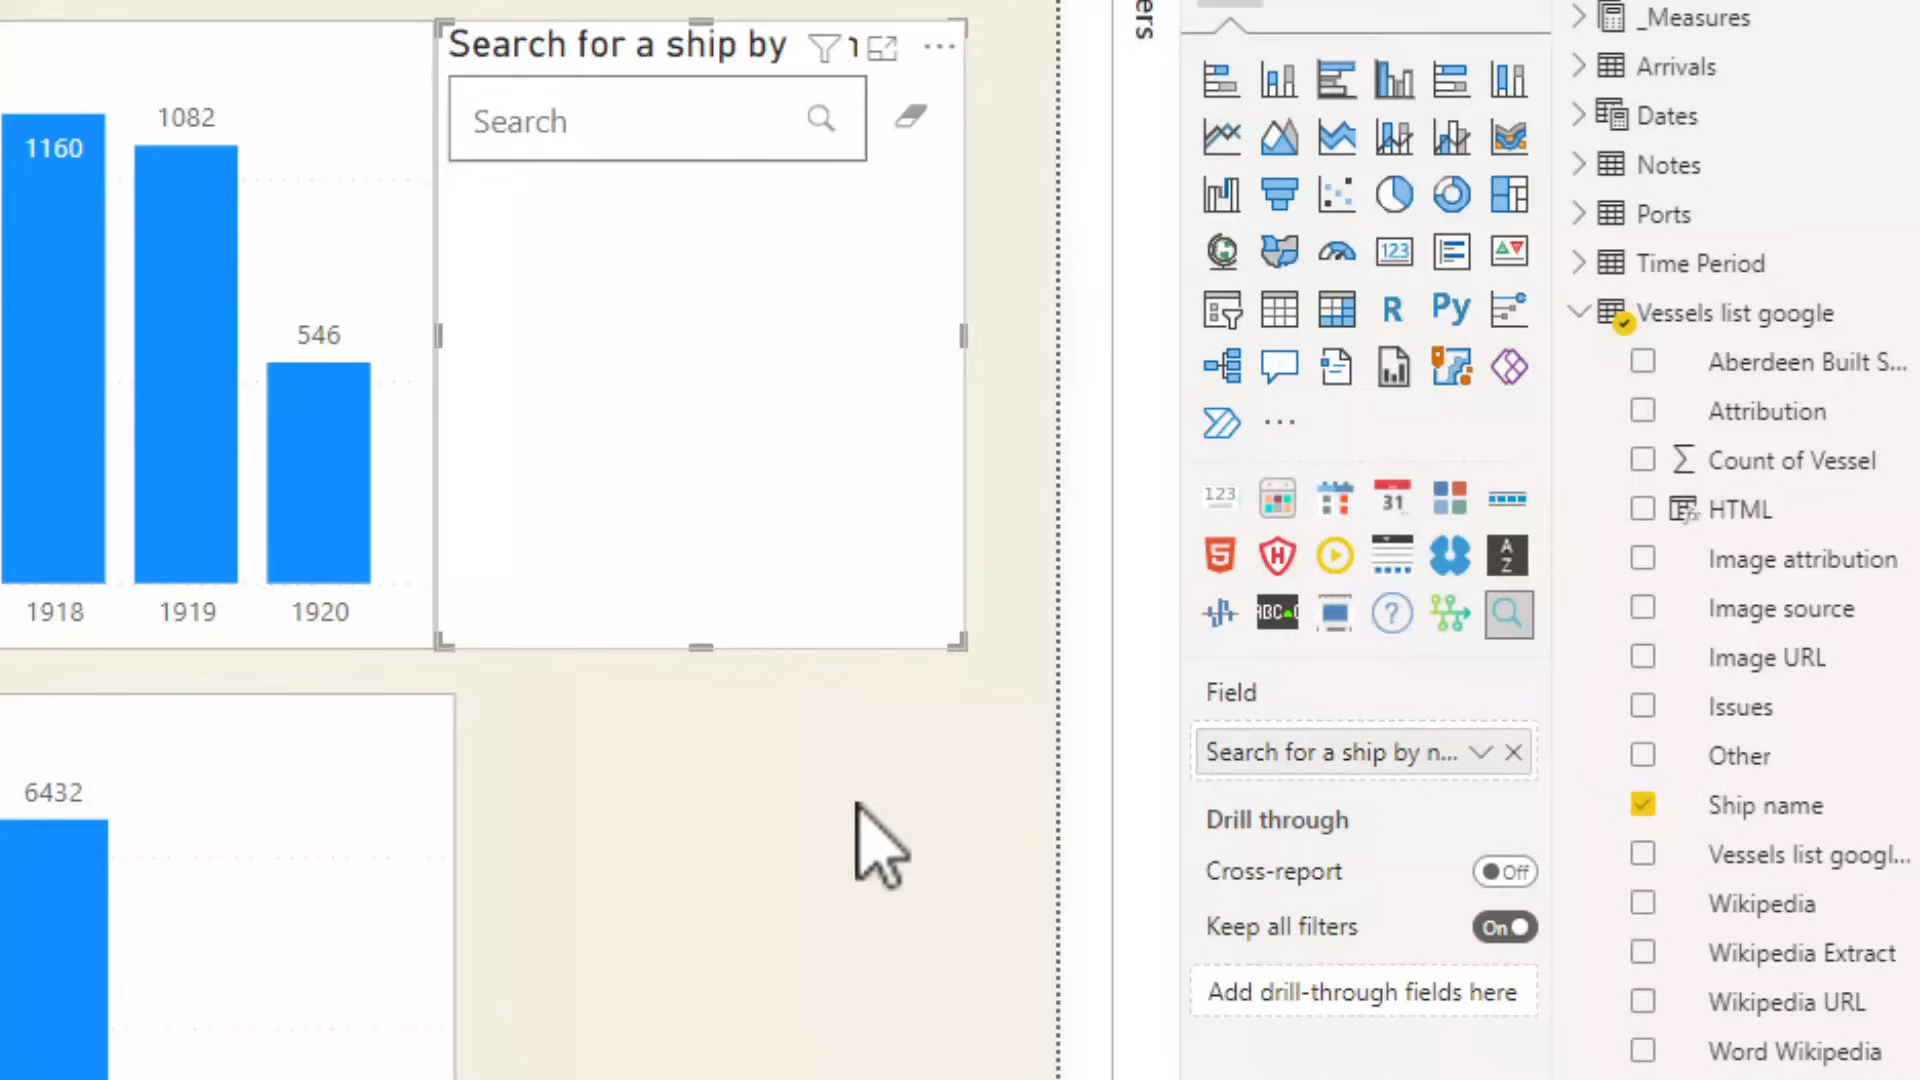 Search for a ship by
Search
1160
1082
546
1918
1919
1920
6432
ers
R
Py
123
123
31
5
H
A
Z
ABC
?
Field
Search for a ship by n...
Drill through
Cross-report
Off
Keep all filters
On
Add drill-through fields here
_Measures
Arrivals
Dates
Notes
Ports
Time Period
Vessels list google
Aberdeen Built S...
Attribution
Count of Vessel
HTML
Image attribution
Image source
Image URL
Issues
Other
Ship name
Vessels list googl...
Wikipedia
Wikipedia Extract
Wikipedia URL
Word Wikipedia